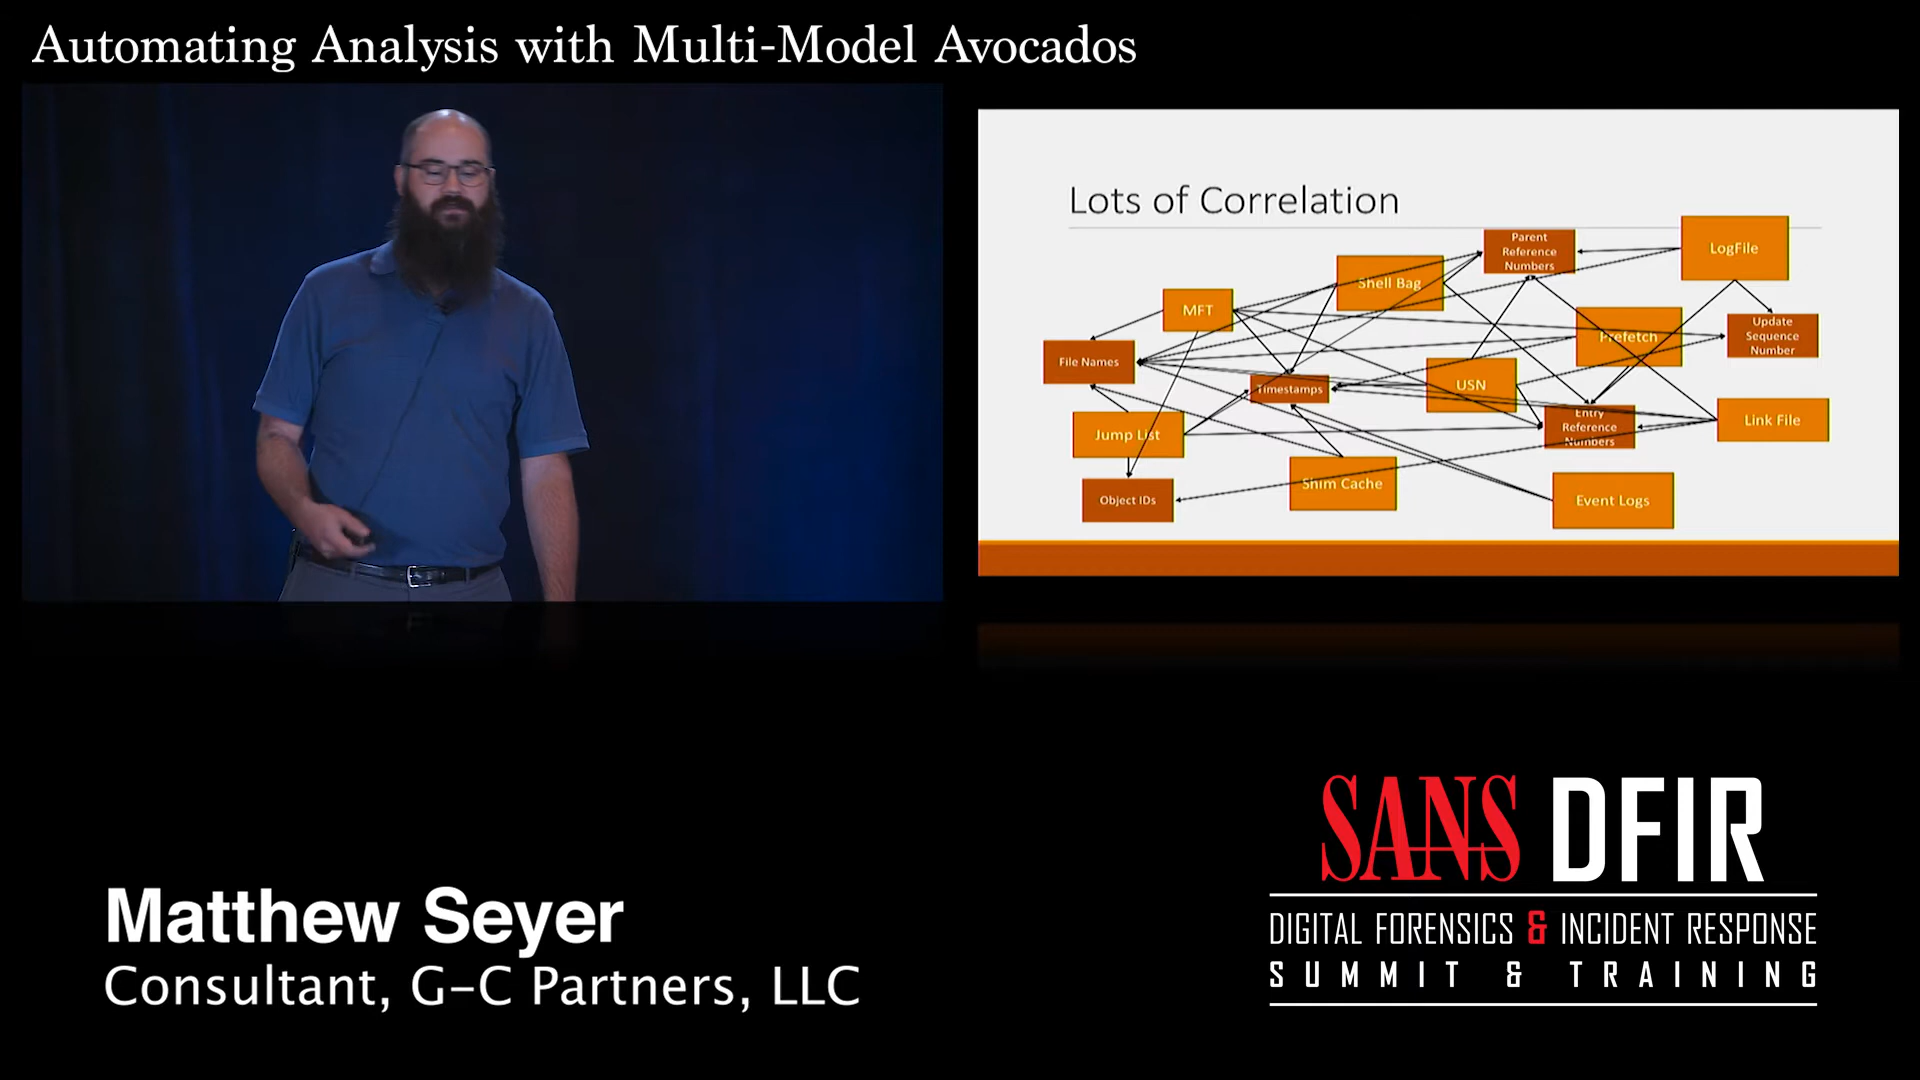 Automating Analysis with Multi-Model Avocados
Lots of Correlation
Parent
Reference
Numbers
LogFile
Shell Bag
MFT
Prefetch
Update
Sequence
Number
File Names
Timestamps
USN
Entry
Reference
Numbers
Link File
Jump List
Object IDs
Shim Cache
Event Logs
Matthew Seyer
Consultant, G-C Partners, LLC
SANS DFIR
DIGITAL FORENSICS & INCIDENT RESPONSE
SUMMIT & TRAINING